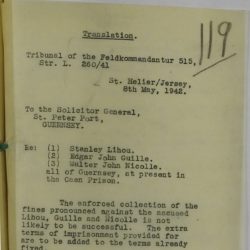 119
Translation.
Tribunal of the Feldkommandantur 515,
Str. L. 260/41
St. Helier/Jersey,
8th May, 1942.
To the Solicitor General,
St. Peter Port,
GUERNSEY.
Re: (1) Stanley Lihou.
(2) Edgar John Guille.
(3) Walter John Nicolle.
all of Guernsey, at present in
the Caen Prison.
The enforced collection of the
fines pronounced against the accused
Lihou, Guille and Nicolle is not
likely to be successful. The extra
terms of imprisonment provided for
are to be added to the terms already
fixed.